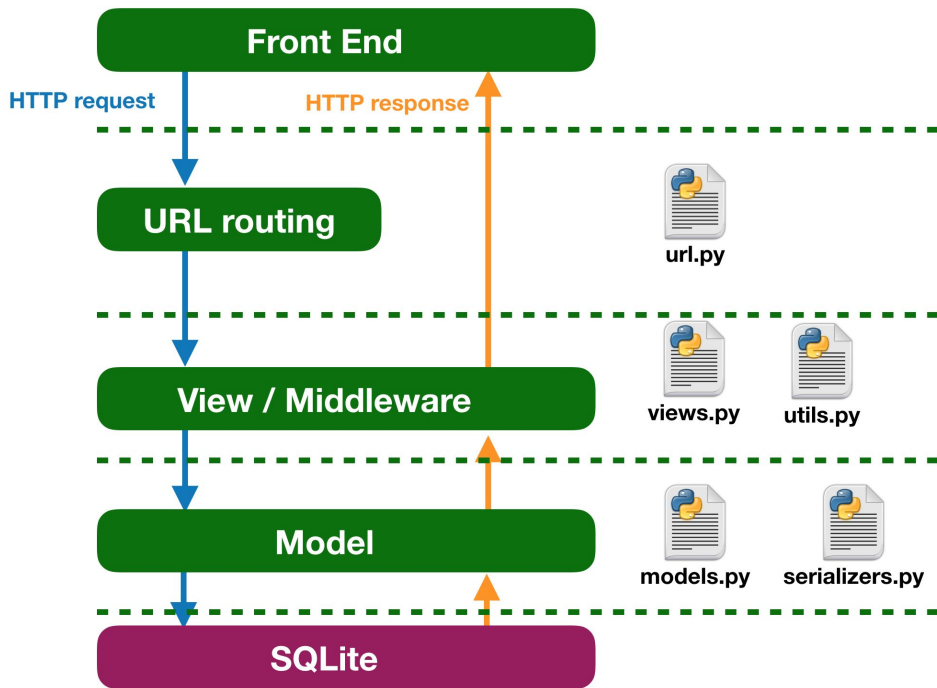 Front End
HTTP request
HTTP response
URL routing
url.py
View / Middleware
views.py
utils.py
Model
models.py
serializers.py
SQLite